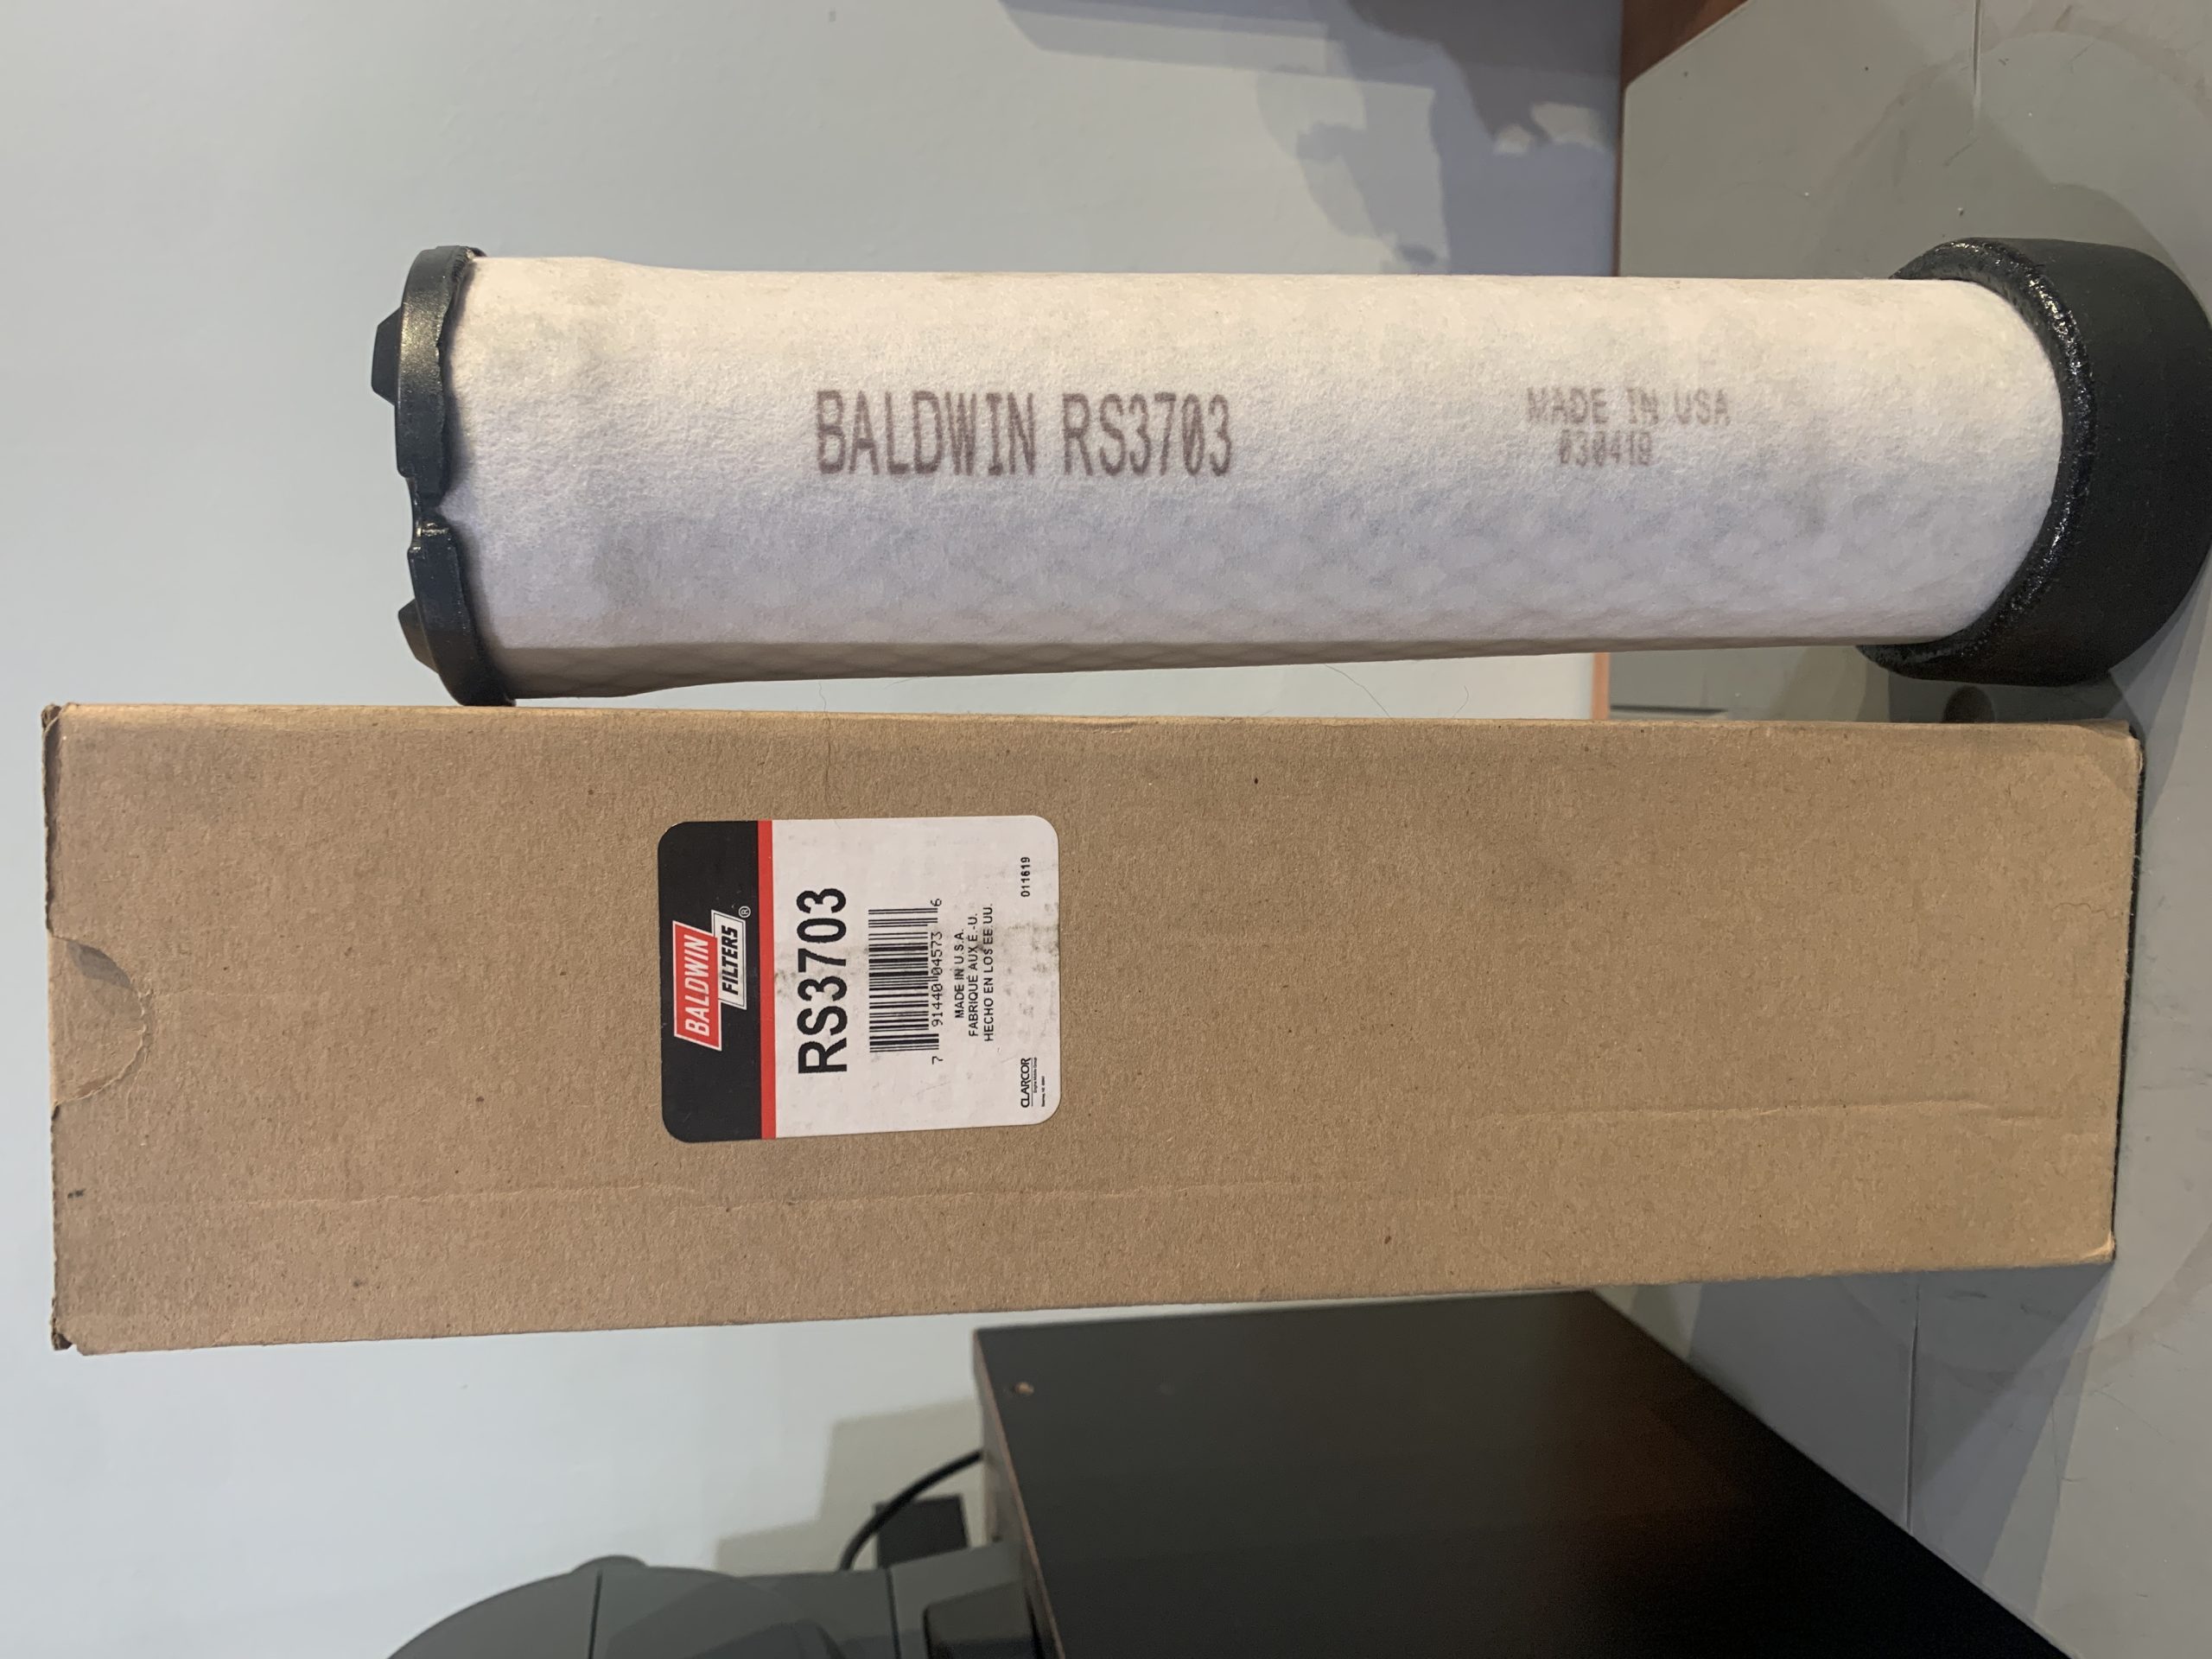 BALDWIN RS3703
MADE IN USA
030419
BALDWIN
FILTERS®
RS3703
7 91440 04573 6
MADE IN U.S.A.
FABRIQUÉ AUX É.-U.
HECHO EN LOS EE.UU.
CLARCOR
011619